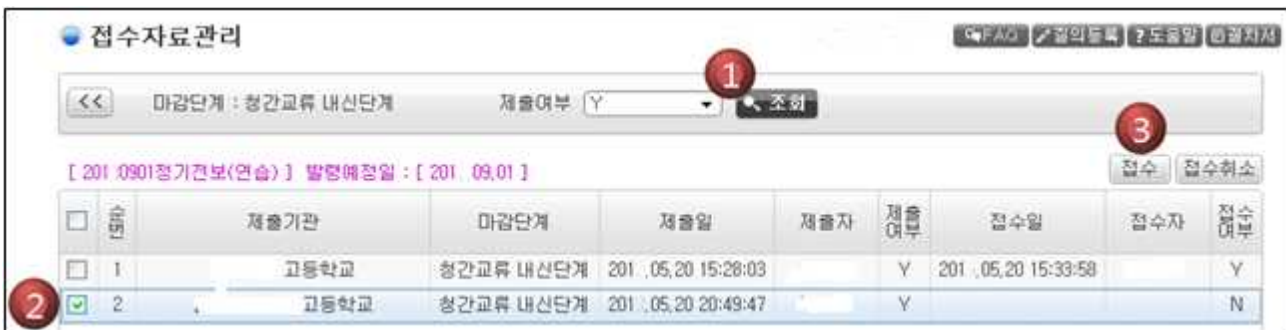 접수자료관리
FAQ 결의등록 ?도움말 결재서
1
<< 마감단계 : 청간교류 내신단계 제출여부 Y 조회
3
[ 201 .0901정기전보(연습) ] 발령예정일 : [ 201 .09.01 ] 접수 접수취소
순번 제출기관 마감단계 제출일 제출자 제출여부 접수일 접수자 접수여부
1 고등학교 청간교류 내신단계 201 .05.20 15:28:03 Y 201 .05.20 15:33:58 Y
2 2 고등학교 청간교류 내신단계 201 .05.20 20:49:47 Y N